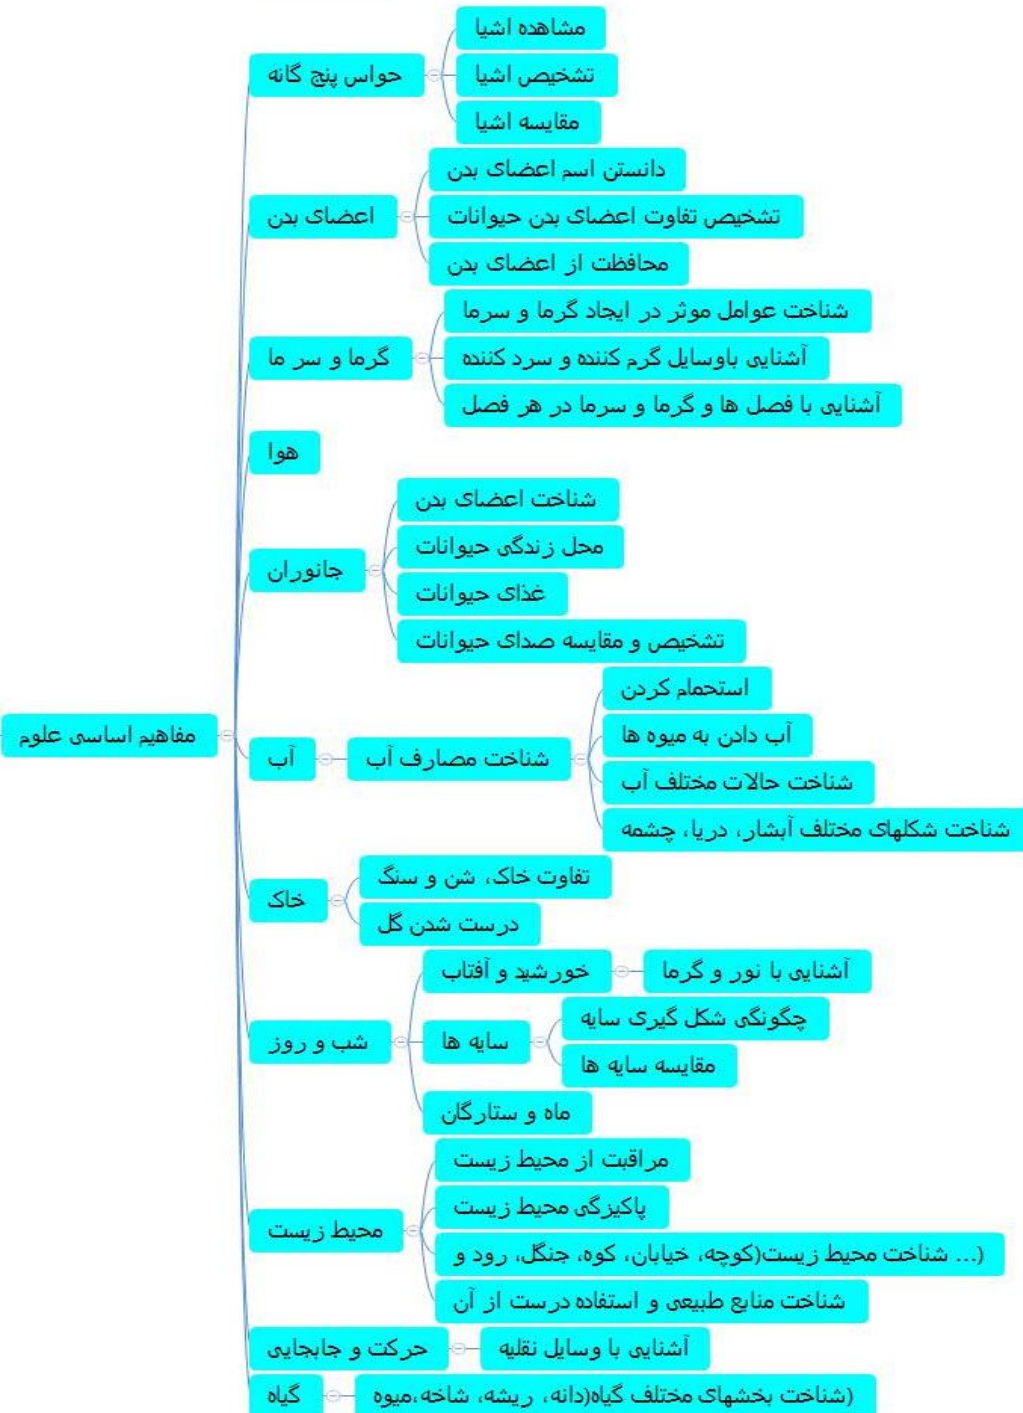 مفاهیم اساسی علوم
حواس پنج گانه
مشاهده اشیا
تشخیص اشیا
مقایسه اشیا
اعضای بدن
دانستن اسم اعضای بدن
تشخیص تفاوت اعضای بدن حیوانات
محافظت از اعضای بدن
گرما و سر ما
شناخت عوامل موثر در ایجاد گرما و سرما
آشنایی باوسایل گرم کننده و سرد کننده
آشنایی با فصل ها و گرما و سرما در هر فصل
هوا
جانوران
شناخت اعضای بدن
محل زندگی حیوانات
غذای حیوانات
تشخیص و مقایسه صدای حیوانات
آب
شناخت مصارف آب
استحمام کردن
آب دادن به میوه ها
شناخت حالات مختلف آب
شناخت شکلهای مختلف آبشار، دریا، چشمه
خاک
تفاوت خاک، شن و سنگ
درست شدن گل
شب و روز
خورشید و آفتاب
آشنایی با نور و گرما
سایه ها
چگونگی شکل گیری سایه
مقایسه سایه ها
ماه و ستارگان
محیط زیست
مراقبت از محیط زیست
پاکیزگی محیط زیست
(... شناخت محیط زیست(کوچه، خیابان، کوه، جنگل، رود و
شناخت منابع طبیعی و استفاده درست از آن
حرکت و جابجایی
آشنایی با وسایل نقلیه
گیاه
(شناخت بخشهای مختلف گیاه(دانه، ریشه، شاخه،میوه